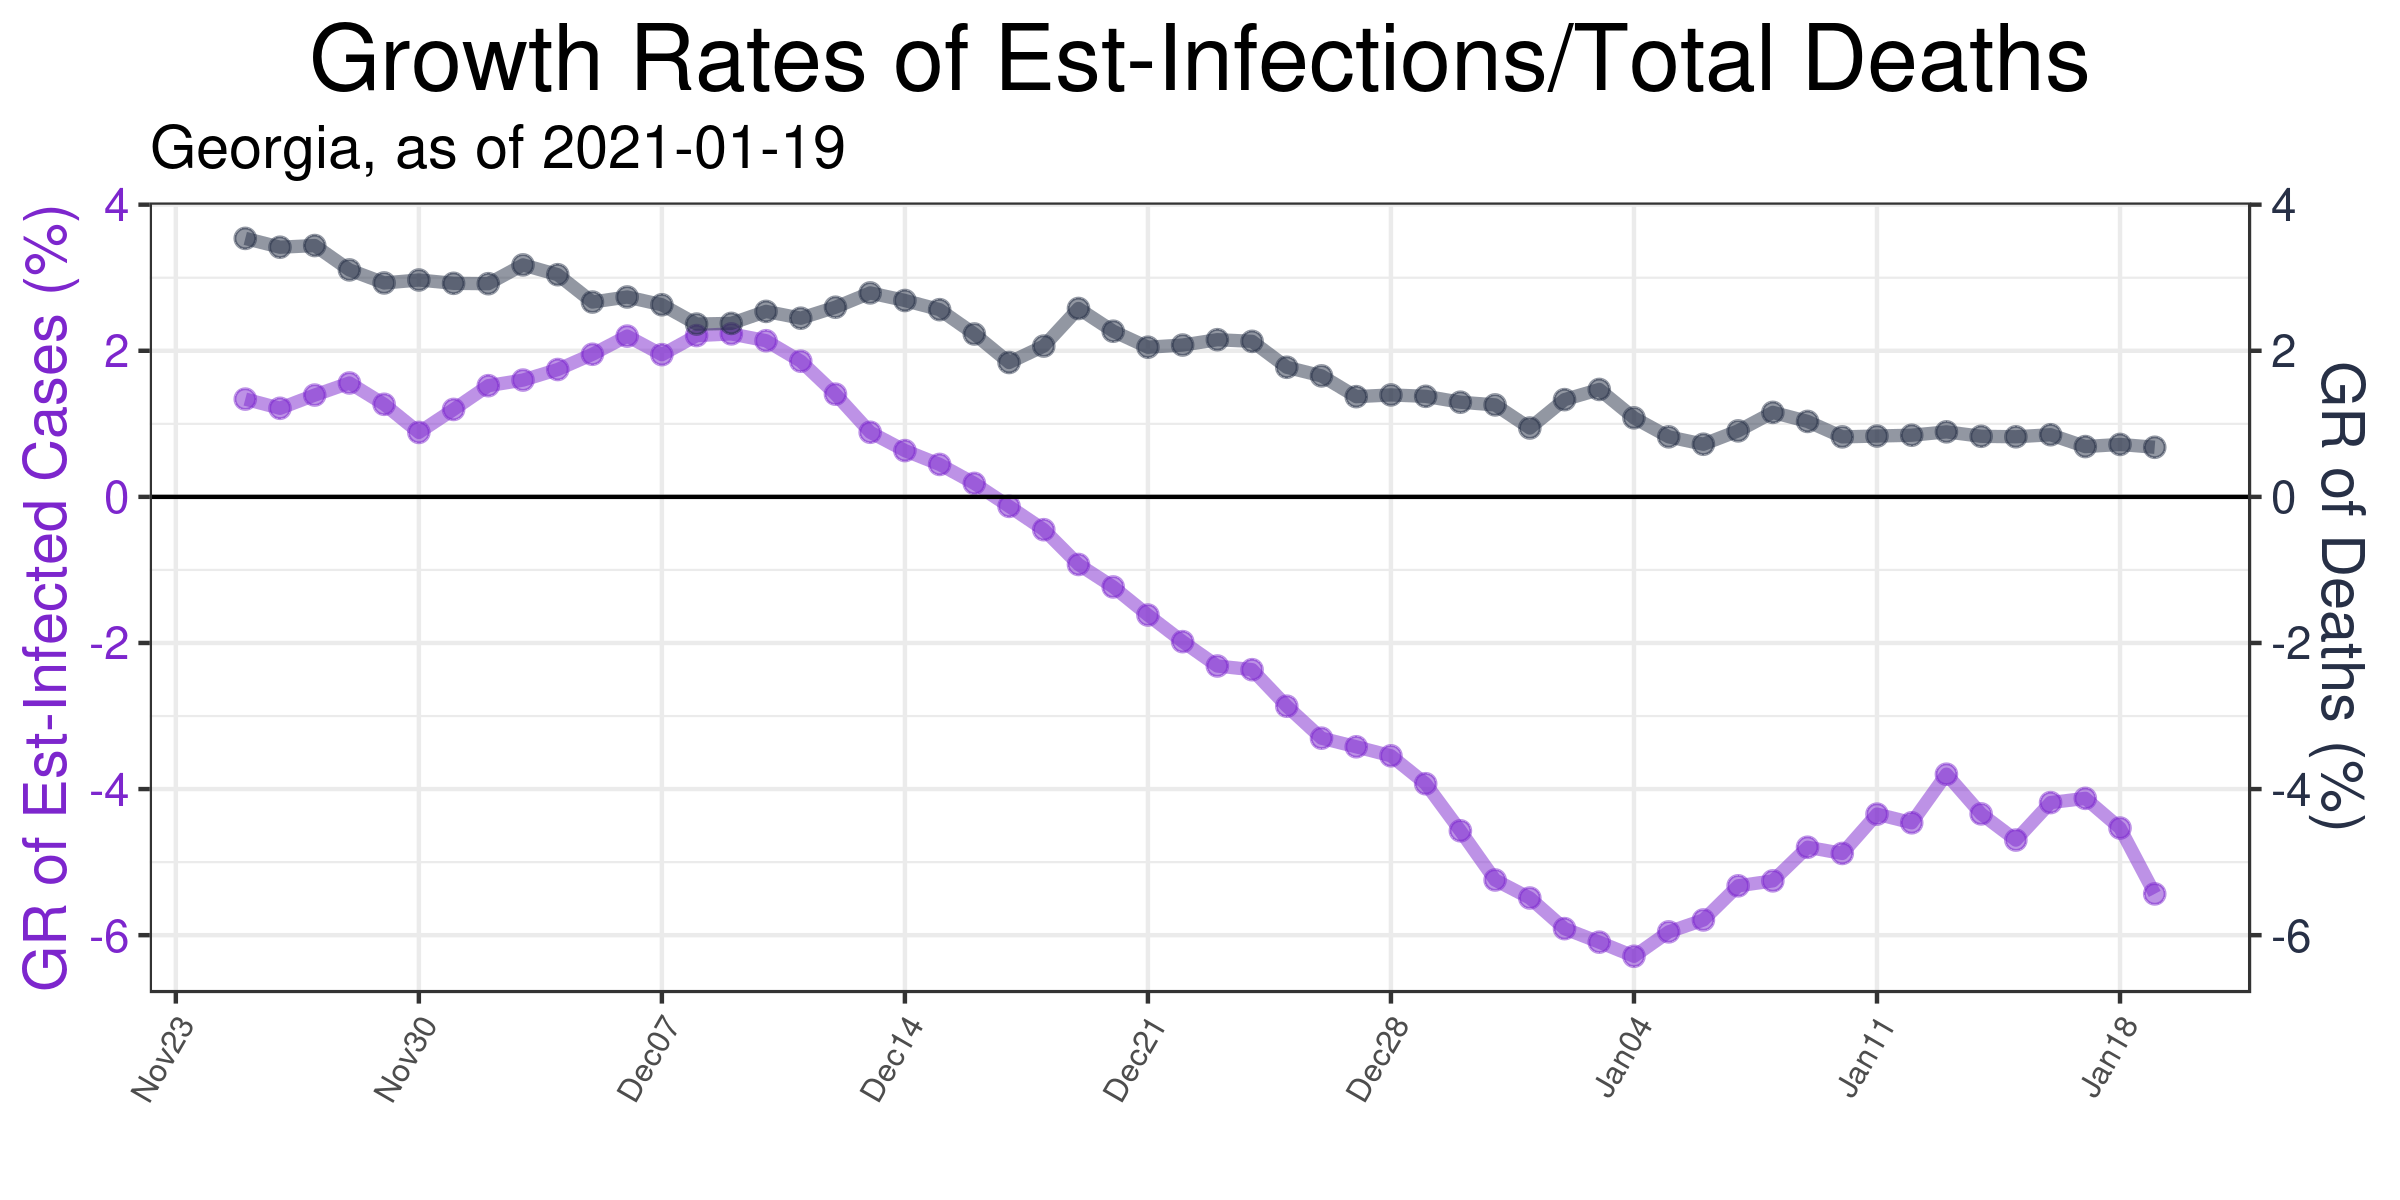 Growth Rates of Est-Infections/Total Deaths
Georgia, as of 2021-01-19
GR of Est-Infected Cases (%)
4
2
0
-2
-4
-6
4
2
0
-2
-4
-6
GR of Deaths (%)
Nov23
Nov30
Dec07
Dec14
Dec21
Dec28
Jan04
Jan11
Jan18